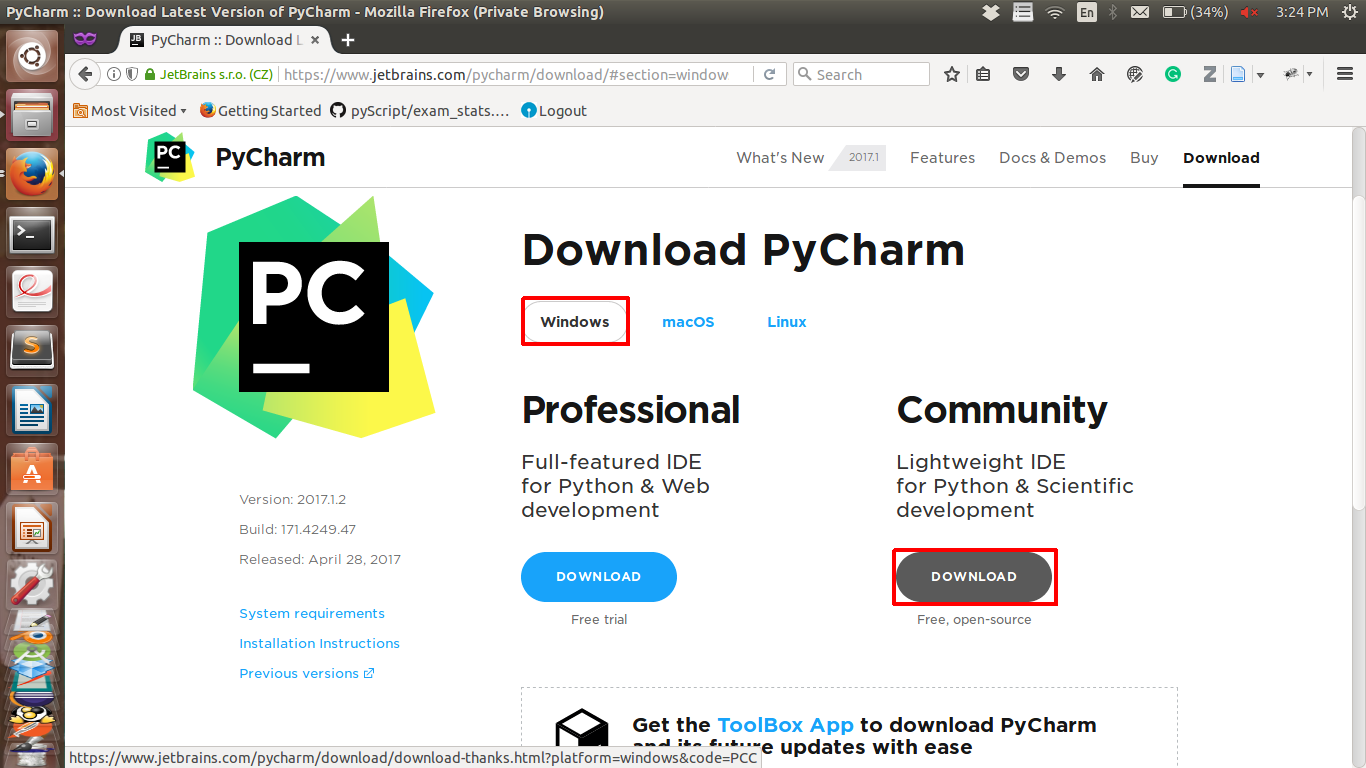 PyCharm :: Download Latest Version of PyCharm - Mozilla Firefox (Private Browsing)
En
(34%)
3:24 PM
JB
PyCharm :: Download L
JetBrains s.r.o. (CZ)
https://www.jetbrains.com/pycharm/download/#section=window
Search
Most Visited
Getting Started
pyScript/exam_stats....
Logout
PC
PyCharm
What's New
2017.1
Features
Docs & Demos
Buy
Download
PC
Download PyCharm
Windows
macOS
Linux
Professional
Full-featured IDE
for Python & Web
development
DOWNLOAD
Free trial
Community
Lightweight IDE
for Python & Scientific
development
DOWNLOAD
Free, open-source
Version: 2017.1.2
Build: 171.4249.47
Released: April 28, 2017
System requirements
Installation Instructions
Previous versions
Get the ToolBox App to download PyCharm
and its future updates with ease
https://www.jetbrains.com/pycharm/download/download-thanks.html?platform=windows&code=PCC